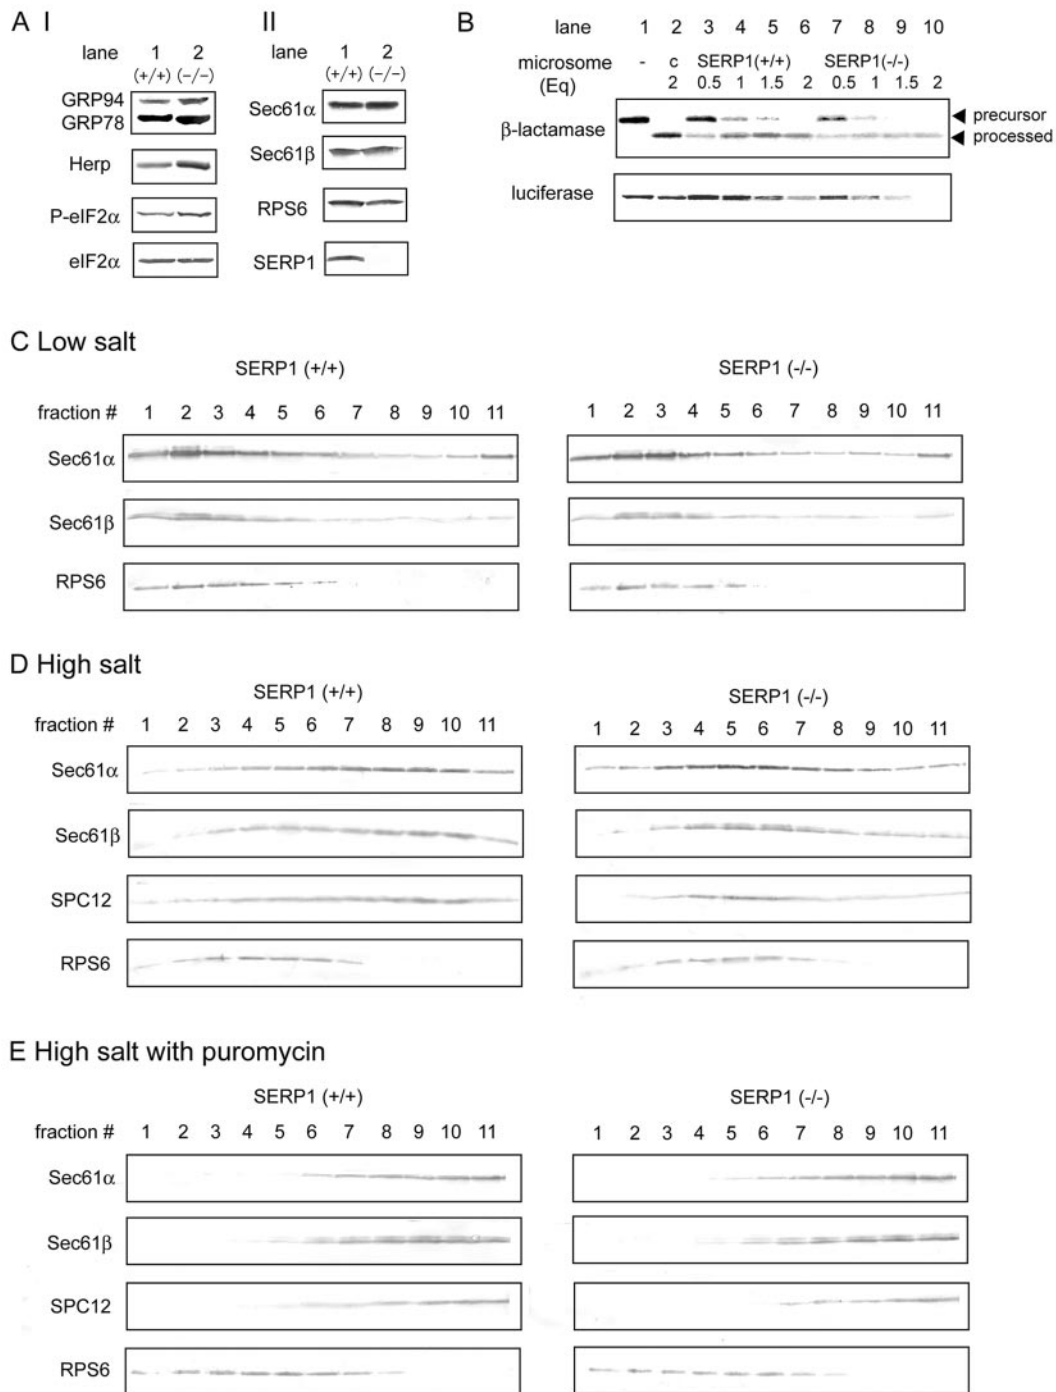 A I II
lane 1 2
(+/+) (−/−)
GRP94
GRP78
Herp
P-eIF2α
eIF2α
lane 1 2
(+/+) (−/−)
Sec61α
Sec61β
RPS6
SERP1
B lane 1 2 3 4 5 6 7 8 9 10
microsome - c SERP1(+/+) SERP1(-/-)
(Eq) 2 0.5 1 1.5 2 0.5 1 1.5 2
β-lactamase
precursor
processed
luciferase
C Low salt
SERP1 (+/+) SERP1 (-/-)
fraction # 1 2 3 4 5 6 7 8 9 10 11 1 2 3 4 5 6 7 8 9 10 11
Sec61α
Sec61β
RPS6
D High salt
SERP1 (+/+) SERP1 (-/-)
fraction # 1 2 3 4 5 6 7 8 9 10 11 1 2 3 4 5 6 7 8 9 10 11
Sec61α
Sec61β
SPC12
RPS6
E High salt with puromycin
SERP1 (+/+) SERP1 (-/-)
fraction # 1 2 3 4 5 6 7 8 9 10 11 1 2 3 4 5 6 7 8 9 10 11
Sec61α
Sec61β
SPC12
RPS6